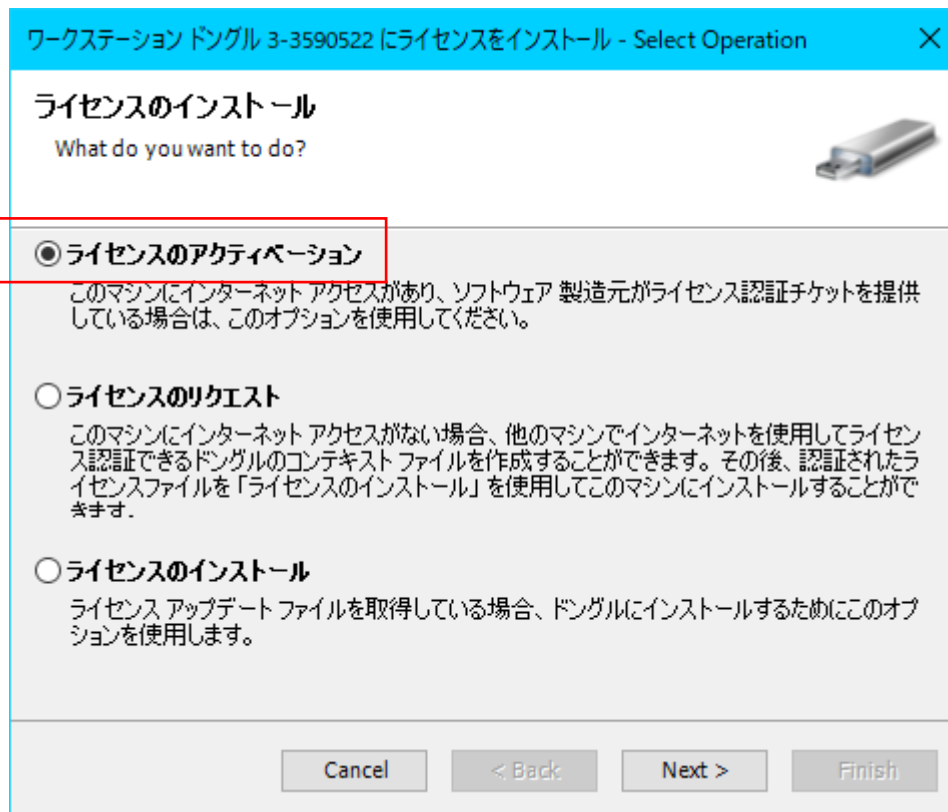 ワークステーション ドングル 3-3590522 にライセンスをインストール - Select Operation
ライセンスのインストール
What do you want to do?
ライセンスのアクティベーション
このマシンにインターネット アクセスがあり、ソフトウェア 製造元がライセンス認証チケットを提供
している場合は、このオプションを使用してください。
ライセンスのリクエスト
このマシンにインターネット アクセスがない場合、他のマシンでインターネットを使用してライセン
ス認証できるドングルのコンテキスト ファイルを作成することができます。その後、認証されたラ
イセンスファイルを「ライセンスのインストール」を使用してこのマシンにインストールすることがで
きます.
ライセンスのインストール
ライセンス アップデート ファイルを取得している場合、ドングルにインストールするためにこのオプ
ションを使用します。
Cancel
< Back
Next >
Finish